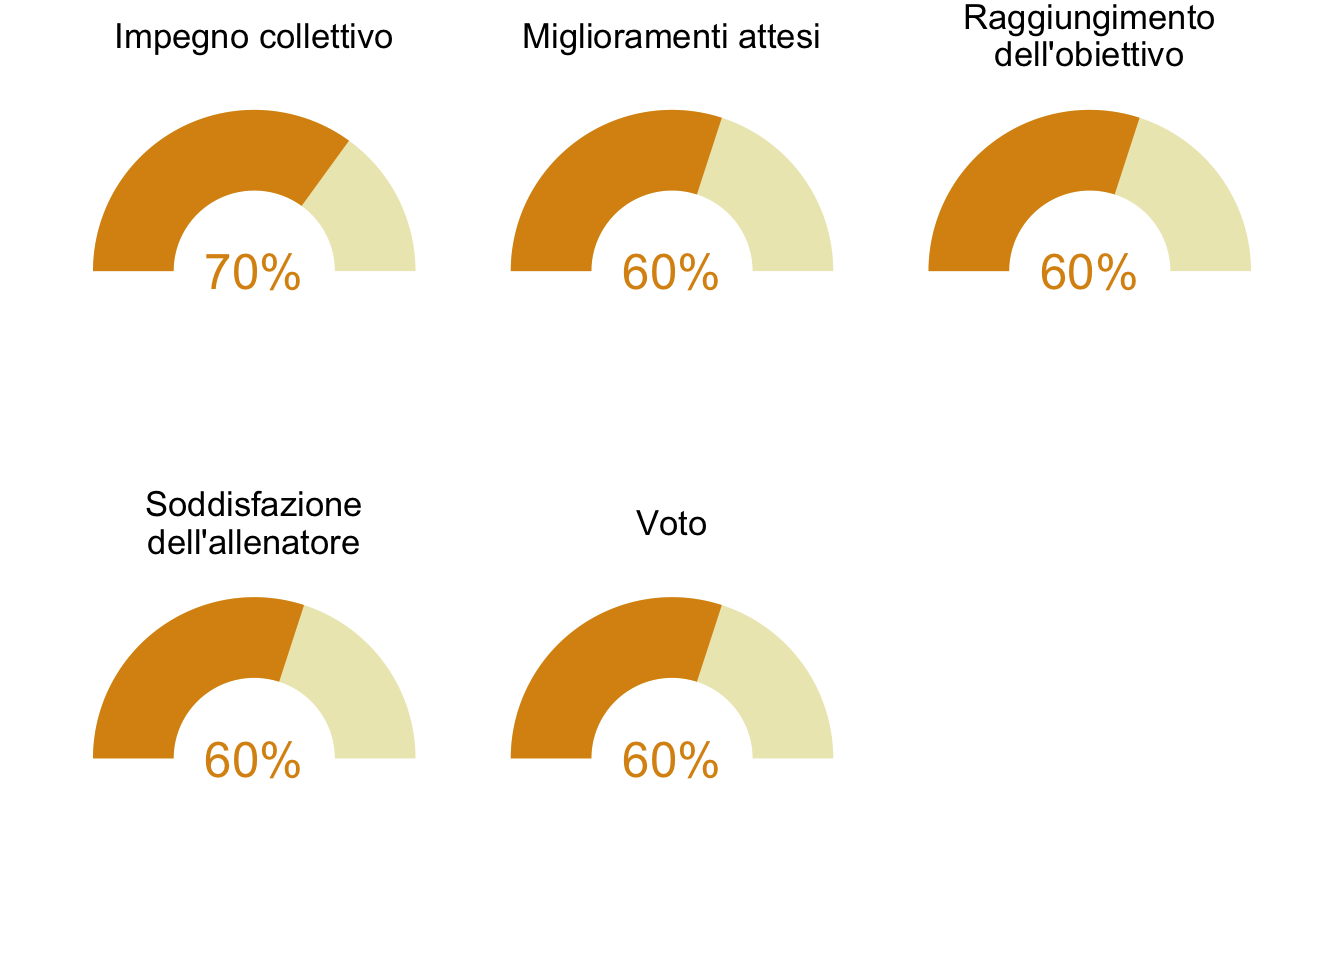 Impegno collettivo
Miglioramenti attesi
Raggiungimento
dell'obiettivo
70%
60%
60%
Soddisfazione
dell'allenatore
Voto
60%
60%